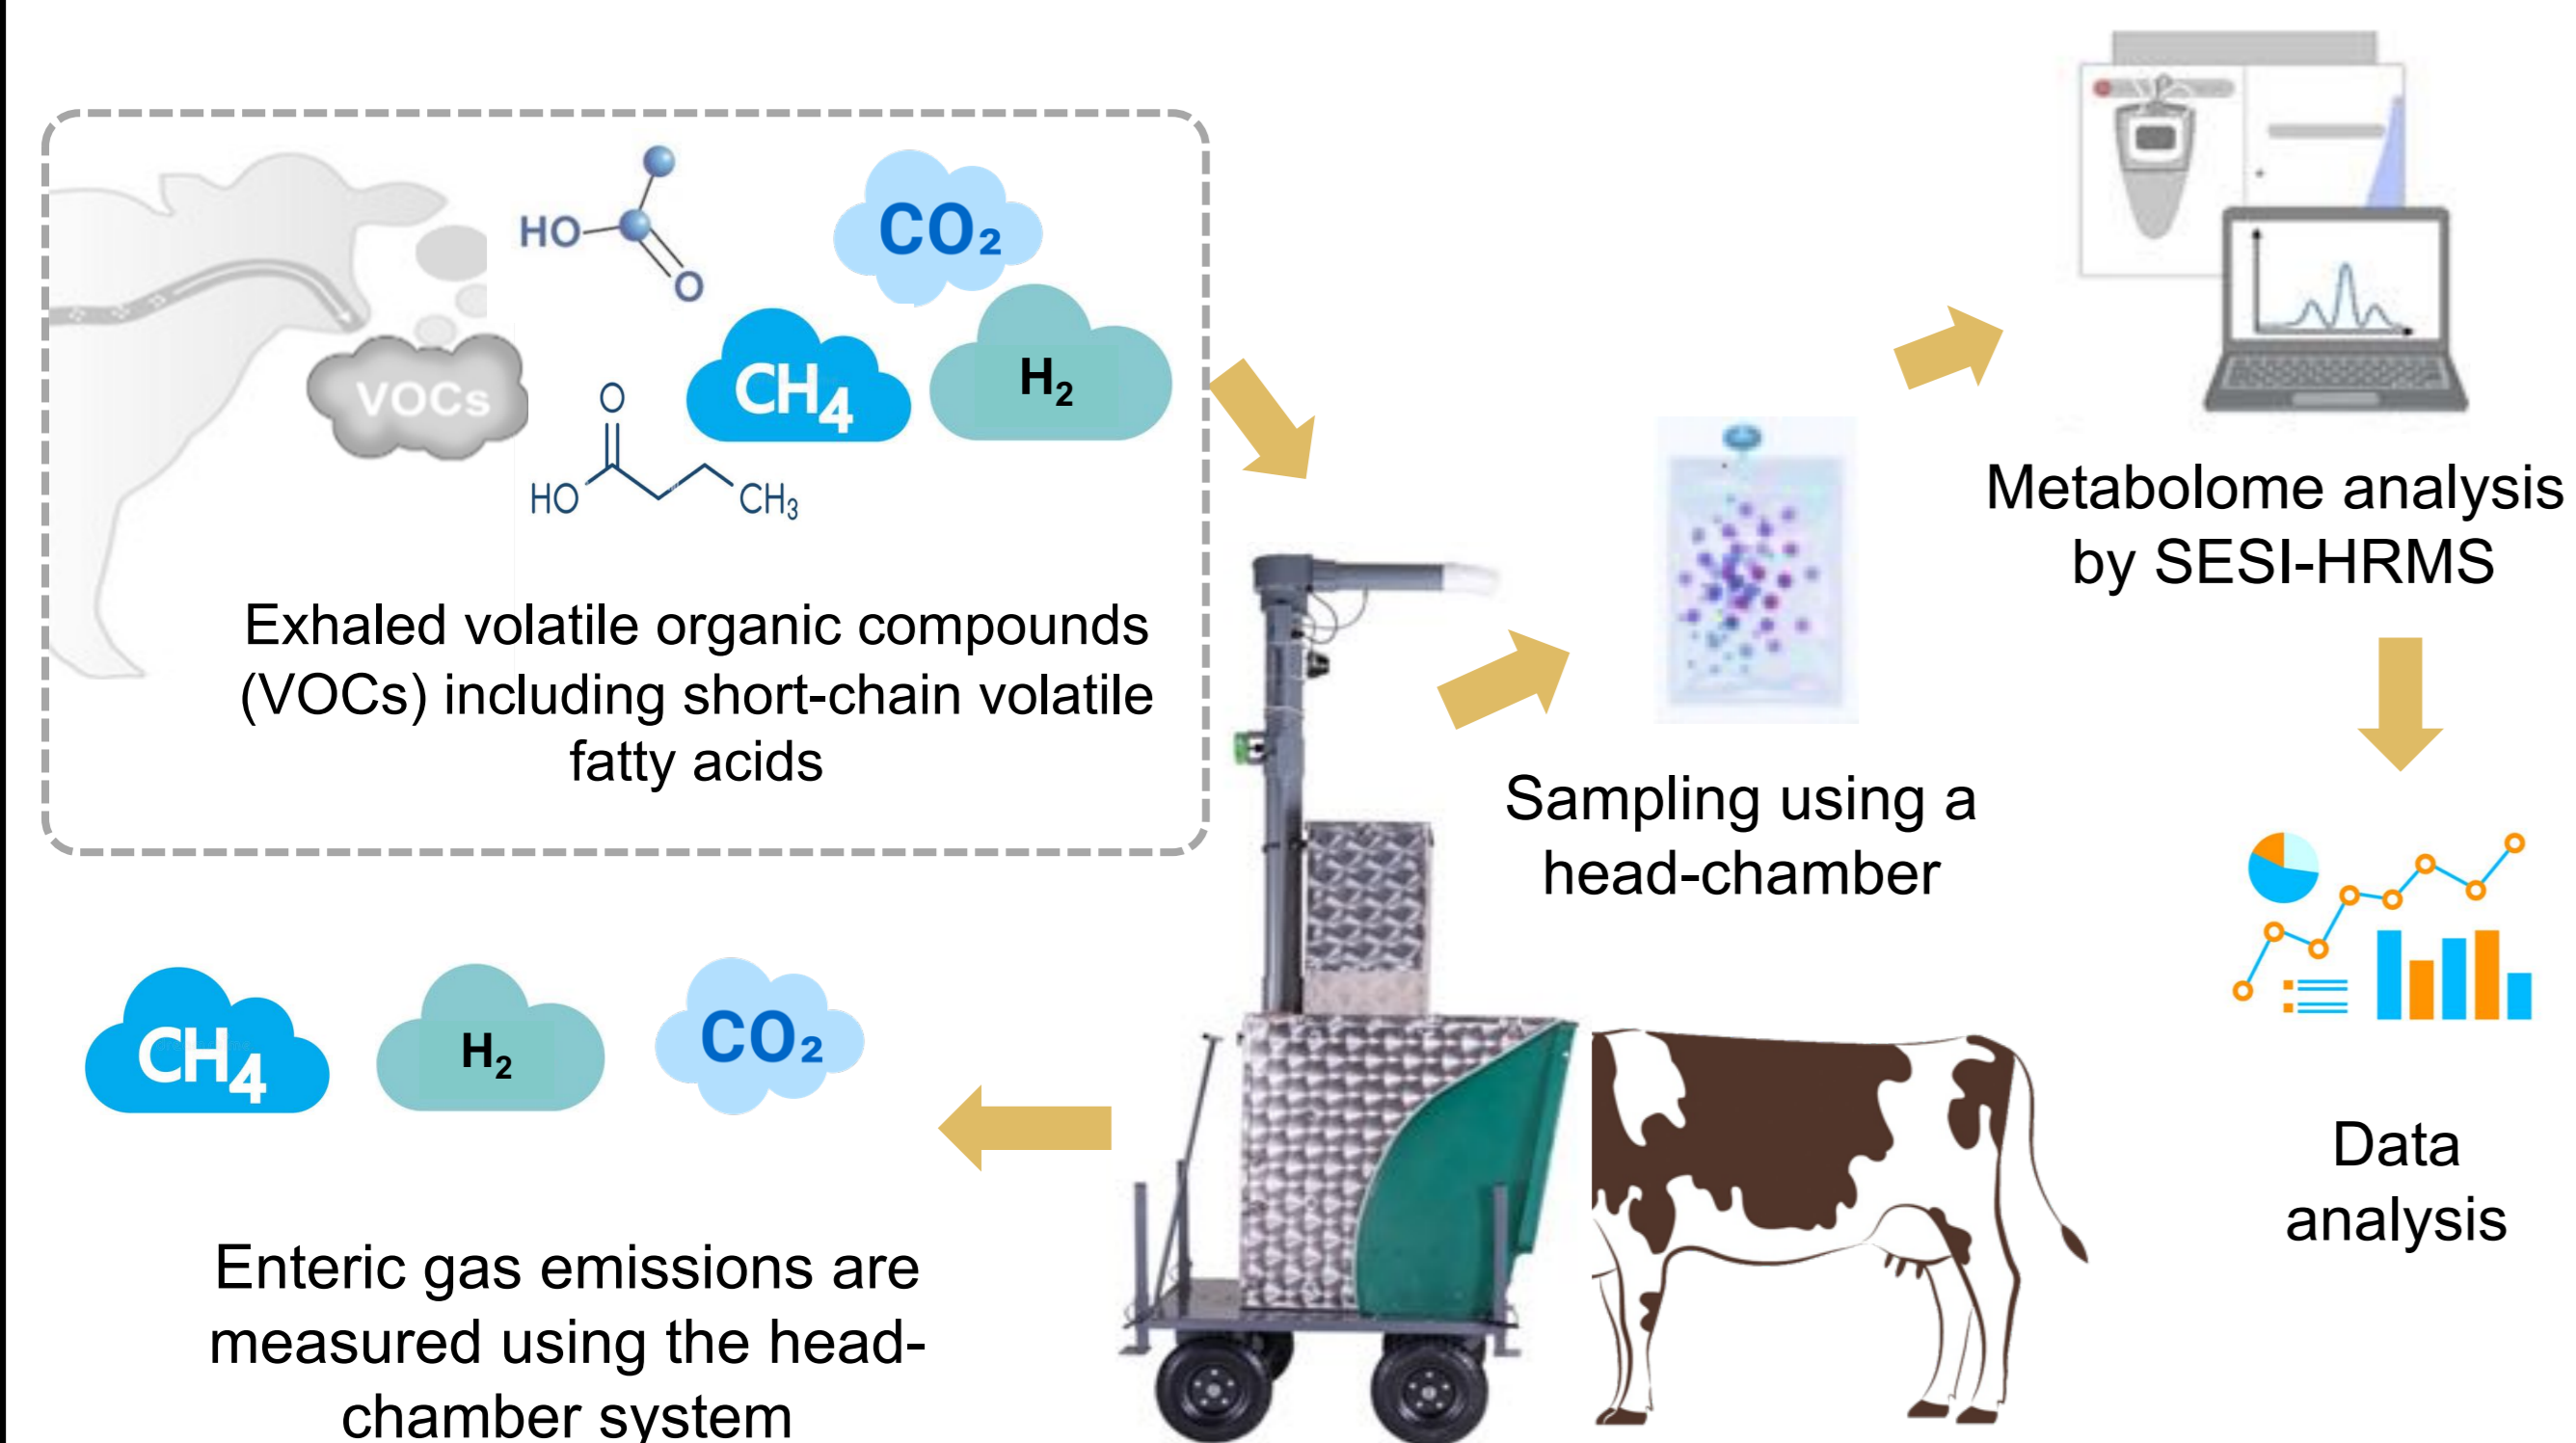 HO
O
CO₂
VOCs
CH₄
H₂
O
HO
CH₃
Exhaled volatile organic compounds
(VOCs) including short-chain volatile
fatty acids
Metabolome analysis
by SESI-HRMS
Sampling using a
head-chamber
CH₄
H₂
CO₂
Data
analysis
Enteric gas emissions are
measured using the head-
chamber system